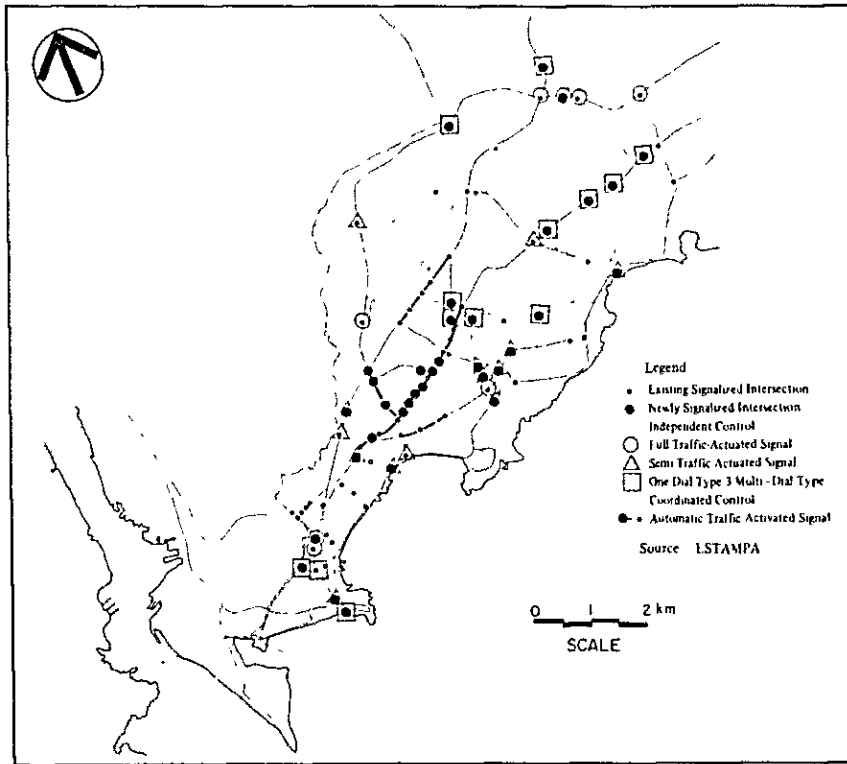 Legend
Existing Signalized Intersection
Newly Signalized Intersection
Independent Control
Full Traffic-Actuated Signal
Semi Traffic Actuated Signal
One Dial Type 3 Multi-Dial Type
Coordinated Control
Automatic Traffic Activated Signal
Source ESTAMPA
0 1 2 km
SCALE